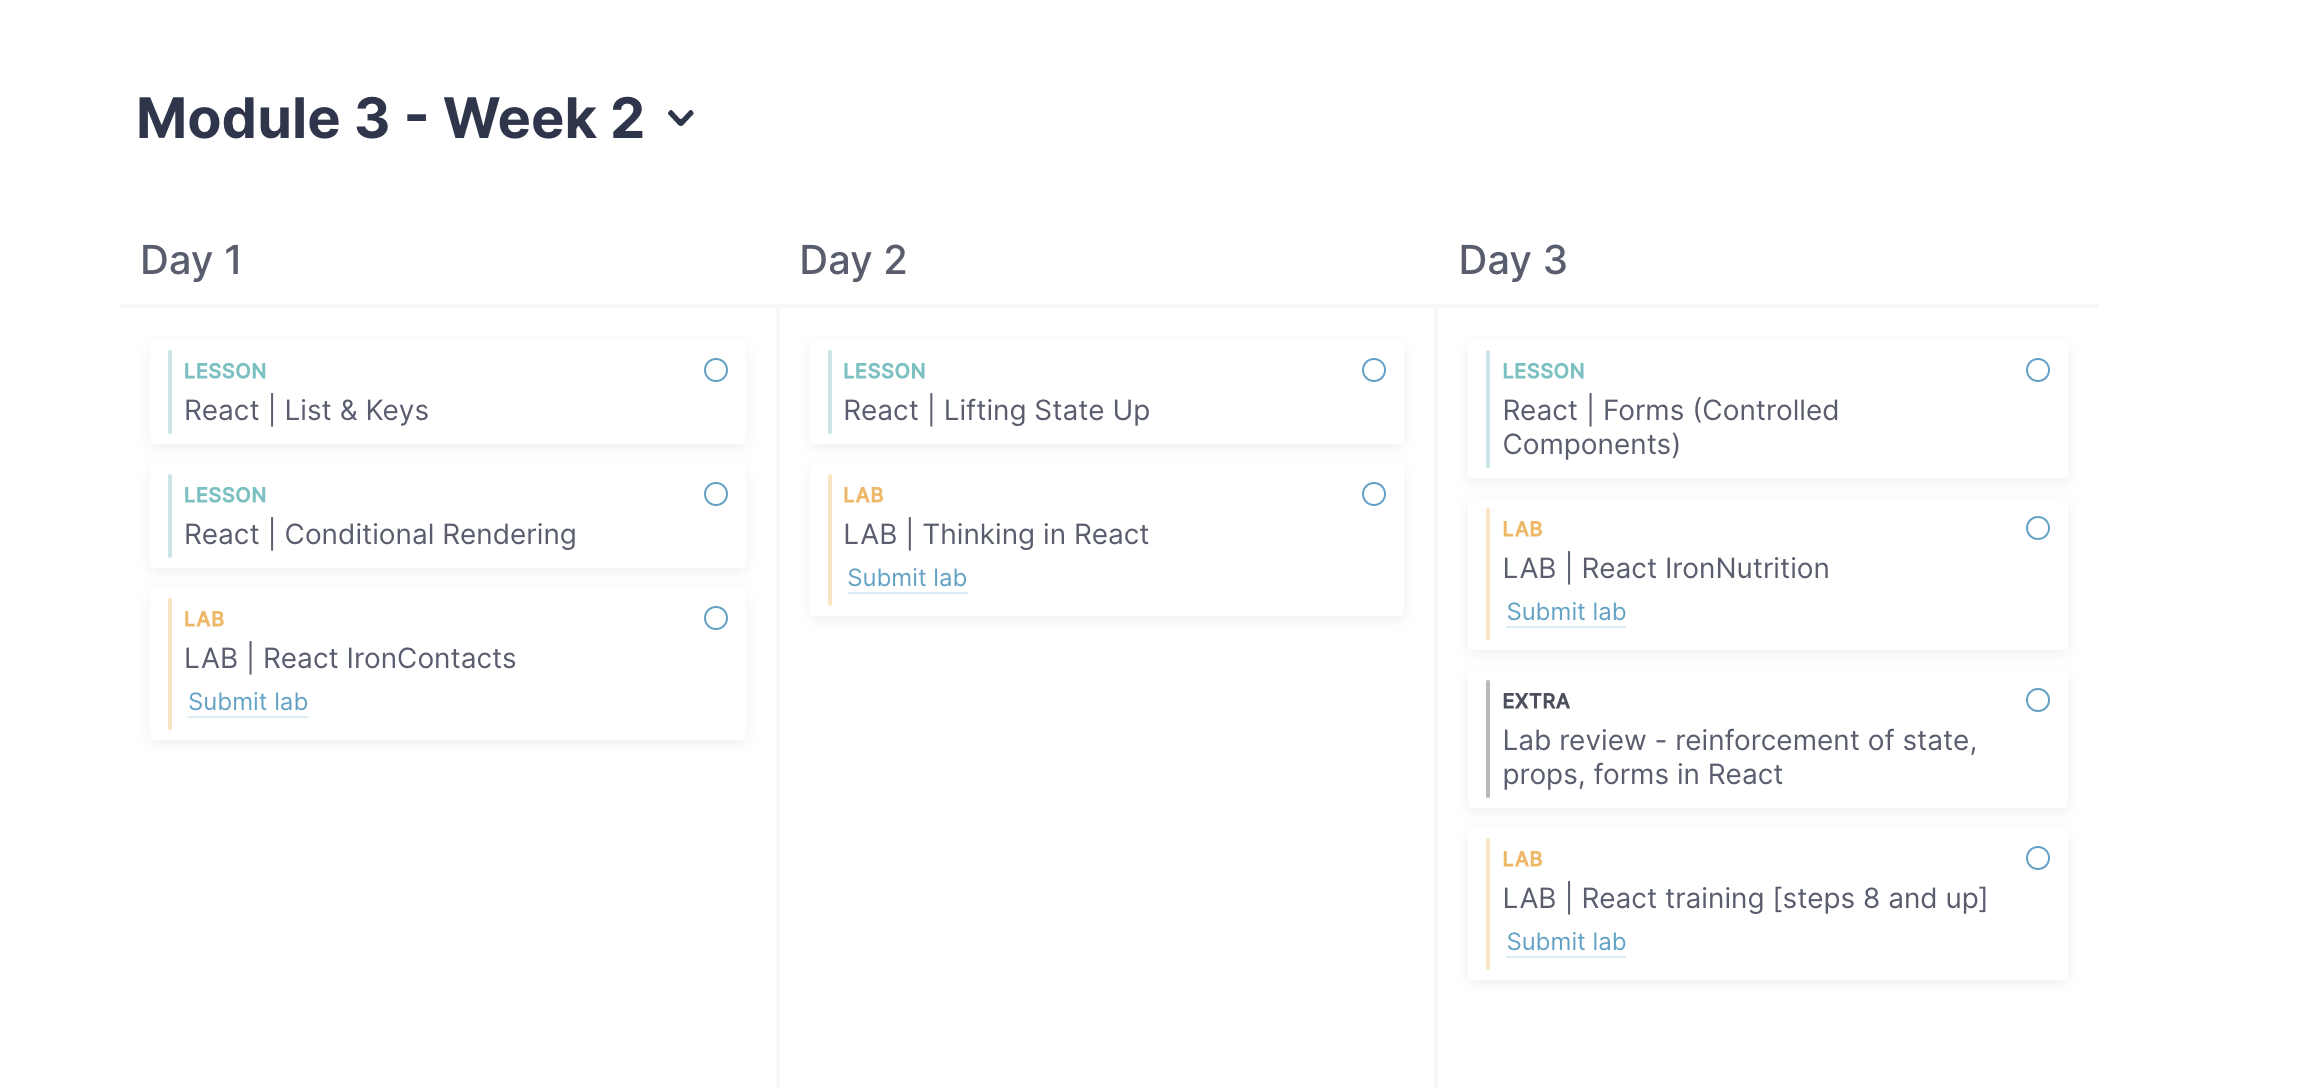 Module 3 - Week 2
Day 1
LESSON
React | List & Keys
LESSON
React | Conditional Rendering
LAB
LAB | React IronContacts
Submit lab
Day 2
LESSON
React | Lifting State Up
LAB
LAB | Thinking in React
Submit lab
Day 3
LESSON
React | Forms (Controlled
Components)
LAB
LAB | React IronNutrition
Submit lab
EXTRA
Lab review - reinforcement of state,
props, forms in React
LAB
LAB | React training [steps 8 and up]
Submit lab